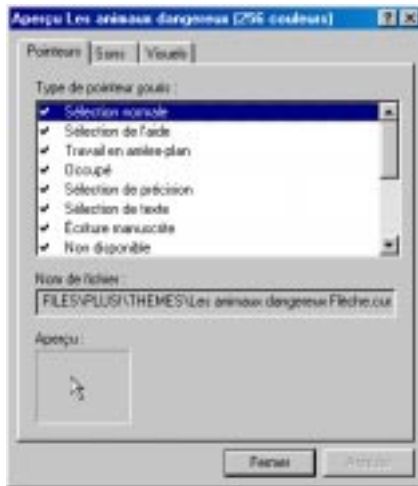 Aperçu Les animaux dangereux (256 couleurs)
Pointeurs Sons Visuels
Type de pointeur souris :
Sélection normale
Sélection de l'aide
Travail en arrière-plan
Occupé
Sélection de précision
Sélection de texte
Écriture manuscrite
Non disponible
Nom de fichier :
FILES\PLUS!\THEMES\Les animaux dangereux Flèche.cur
Aperçu :
Fermer Annuler